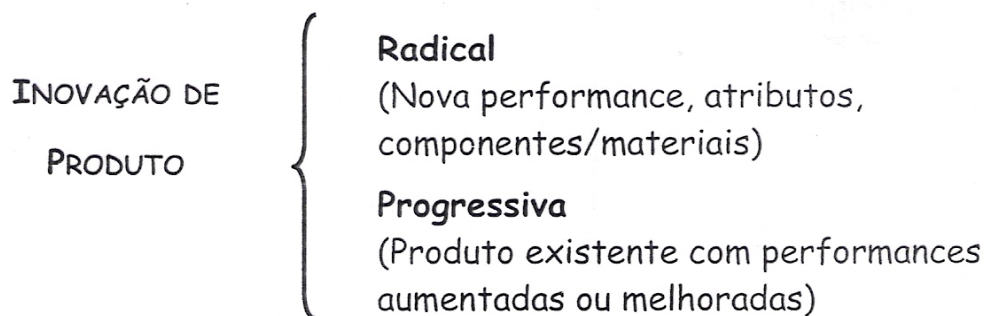 INOVAÇÃO DE
PRODUTO
Radical
(Nova performance, atributos,
componentes/materiais)
Progressiva
(Produto existente com performances
aumentadas ou melhoradas)